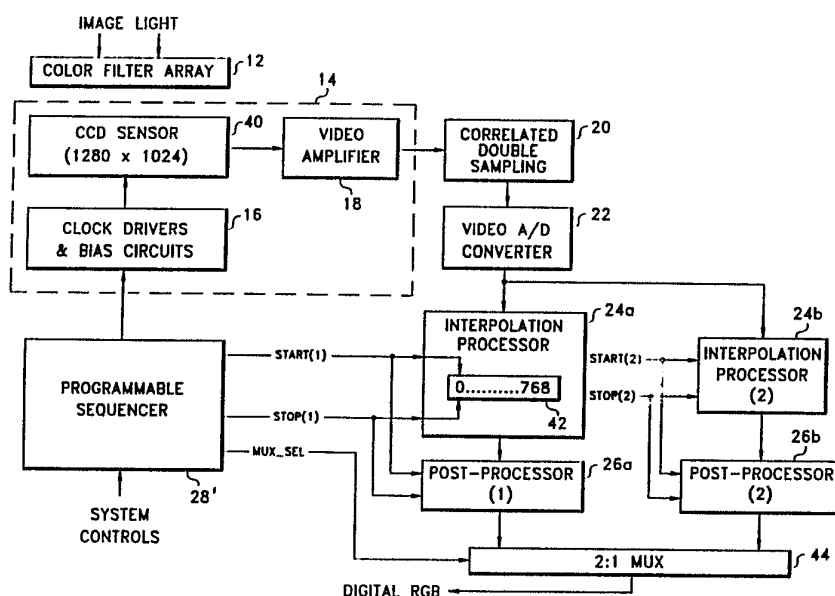 IMAGE LIGHT
COLOR FILTER ARRAY
12
14
CCD SENSOR
(1280 x 1024)
40
VIDEO
AMPLIFIER
18
CORRELATED
DOUBLE
SAMPLING
20
CLOCK DRIVERS
& BIAS CIRCUITS
16
VIDEO A/D
CONVERTER
22
PROGRAMMABLE
SEQUENCER
28'
SYSTEM
CONTROLS
START(1)
STOP(1)
MUX_SEL
INTERPOLATION
PROCESSOR
24a
0..........768
42
START(2)
STOP(2)
24b
INTERPOLATION
PROCESSOR
(2)
POST-PROCESSOR
(1)
26a
26b
POST-PROCESSOR
(2)
2:1 MUX
44
DIGITAL RGB